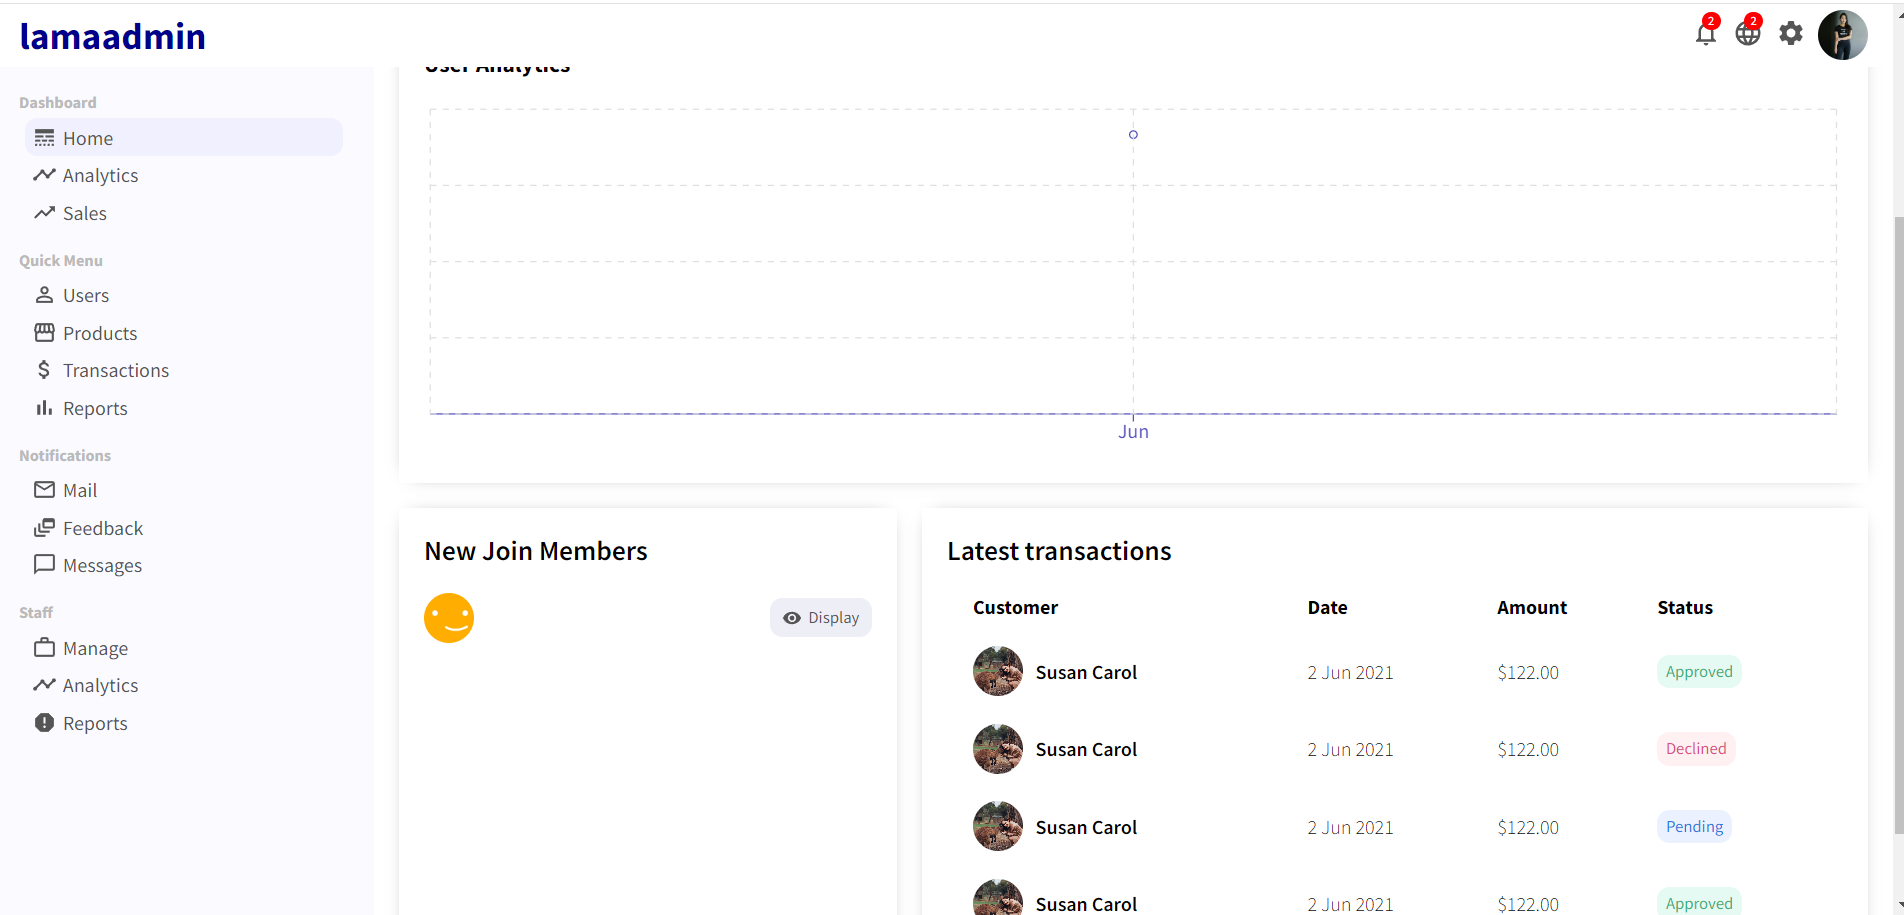 lamaadmin
2
2
Dashboard
Home
Analytics
Sales
Quick Menu
Users
Products
Transactions
Reports
Notifications
Mail
Feedback
Messages
Staff
Manage
Analytics
Reports
User Analytics
Jun
New Join Members
Display
Latest transactions
Customer Date Amount Status
Susan Carol 2 Jun 2021 $122.00 Approved
Susan Carol 2 Jun 2021 $122.00 Declined
Susan Carol 2 Jun 2021 $122.00 Pending
Susan Carol 2 Jun 2021 $122.00 Approved